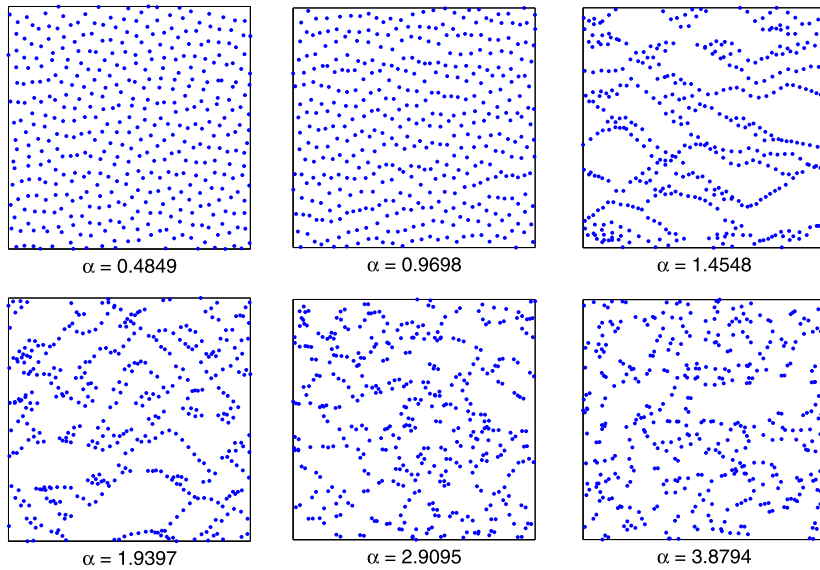 α = 0.4849
α = 0.9698
α = 1.4548
α = 1.9397
α = 2.9095
α = 3.8794